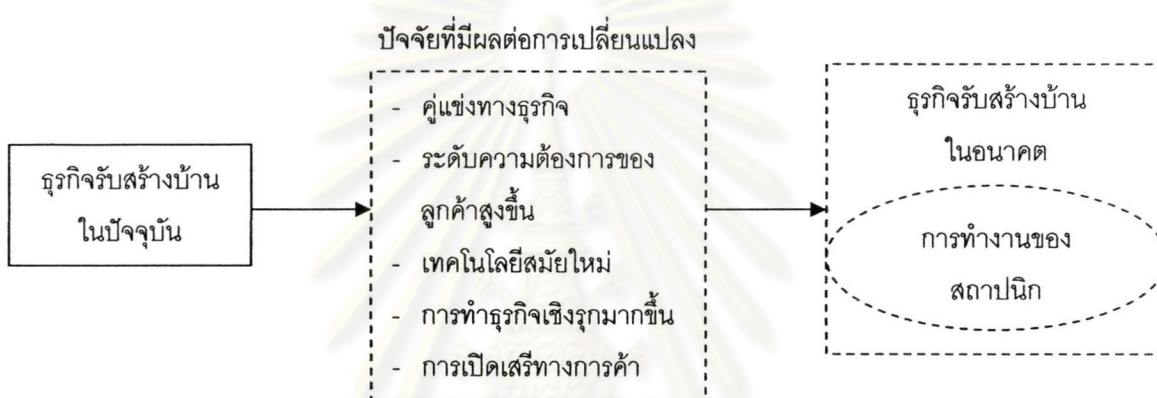 ปัจจัยที่มีผลต่อการเปลี่ยนแปลง
ธุรกิจรับสร้างบ้าน
ในปัจจุบัน
- คู่แข่งทางธุรกิจ
- ระดับความต้องการของ
ลูกค้าสูงขึ้น
- เทคโนโลยีสมัยใหม่
- การทำธุรกิจเชิงรุกมากขึ้น
- การเปิดเสรีทางการค้า
ธุรกิจรับสร้างบ้าน
ในอนาคต
การทำงานของ
สถาปนิก